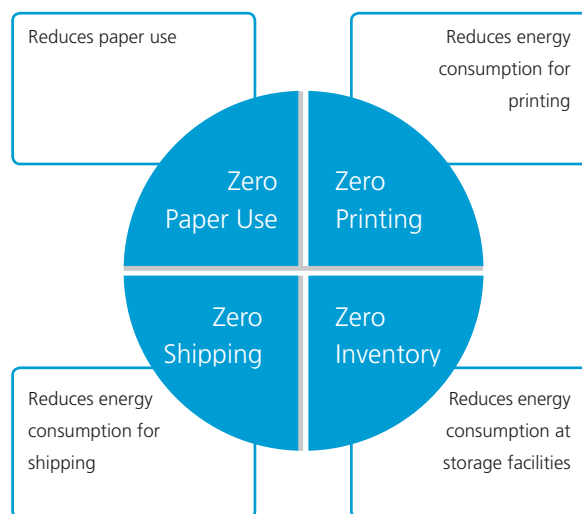 Reduces paper use
Reduces energy
consumption for
printing
Zero
Paper Use
Zero
Printing
Zero
Shipping
Zero
Inventory
Reduces energy
consumption for
shipping
Reduces energy
consumption at
storage facilities